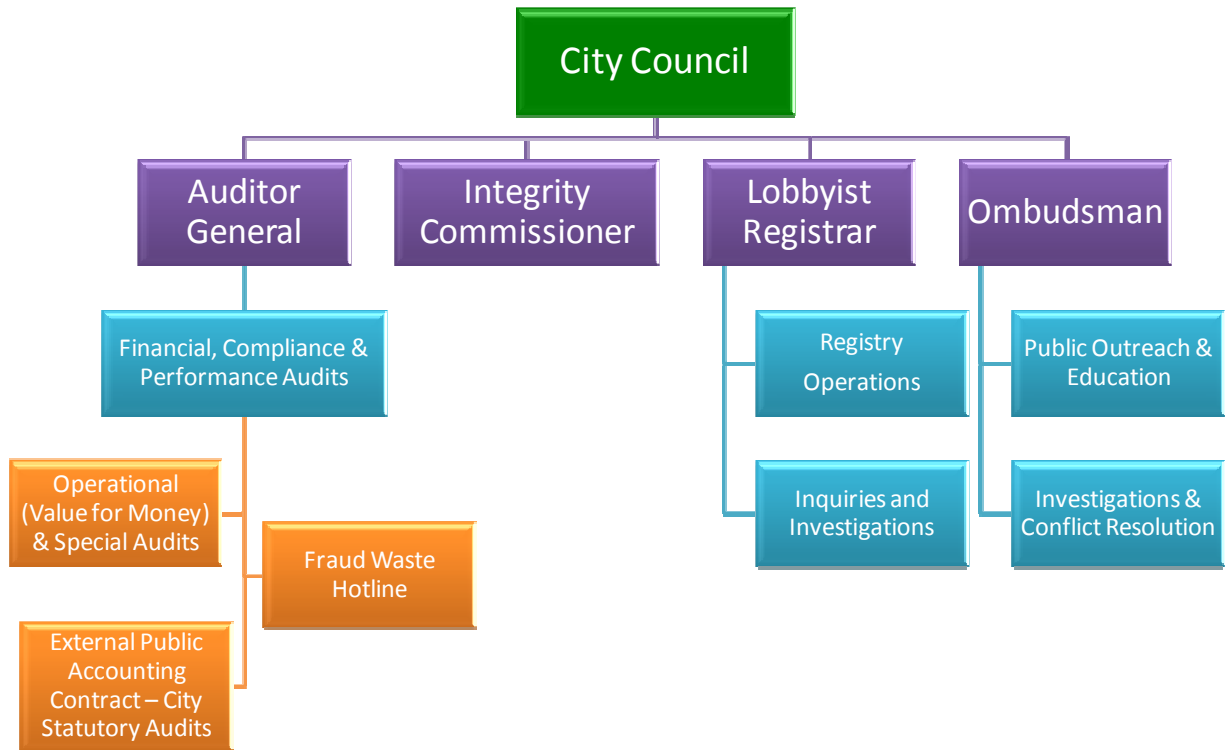 City Council
Auditor
General
Integrity
Commissioner
Lobbyist
Registrar
Ombudsman
Financial, Compliance &
Performance Audits
Registry
Operations
Public Outreach &
Education
Operational
(Value for Money)
& Special Audits
Fraud Waste
Hotline
Inquiries and
Investigations
Investigations &
Conflict Resolution
External Public
Accounting
Contract – City
Statutory Audits